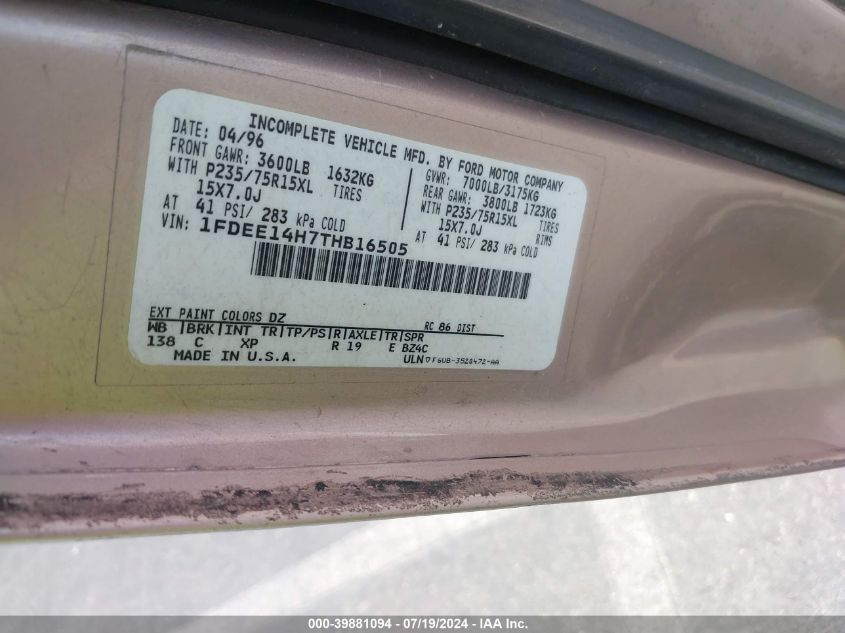 INCOMPLETE VEHICLE MFD. BY FORD MOTOR COMPANY
DATE: 04/96 GVWR: 7000LB/3175KG
FRONT GAWR: 3600LB 1632KG REAR GAWR: 3800LB 1723KG
WITH P235/75R15XL TIRES WITH P235/75R15XL TIRES
15X7.0J 15X7.0J RIMS
AT 41 PSI/ 283 kPa COLD AT 41 PSI/ 283 kPa COLD
VIN: 1FDEE14H7THB16505
EXT PAINT COLORS DZ RC 86 DIST
WB |BRK|INT TR|TP/PS|R|AXLE|TR|SPR
138 C XP R 19 E BZ4C
MADE IN U.S.A. ULN F6UB-3520472-AA
000-39881094 - 07/19/2024 - IAA Inc.